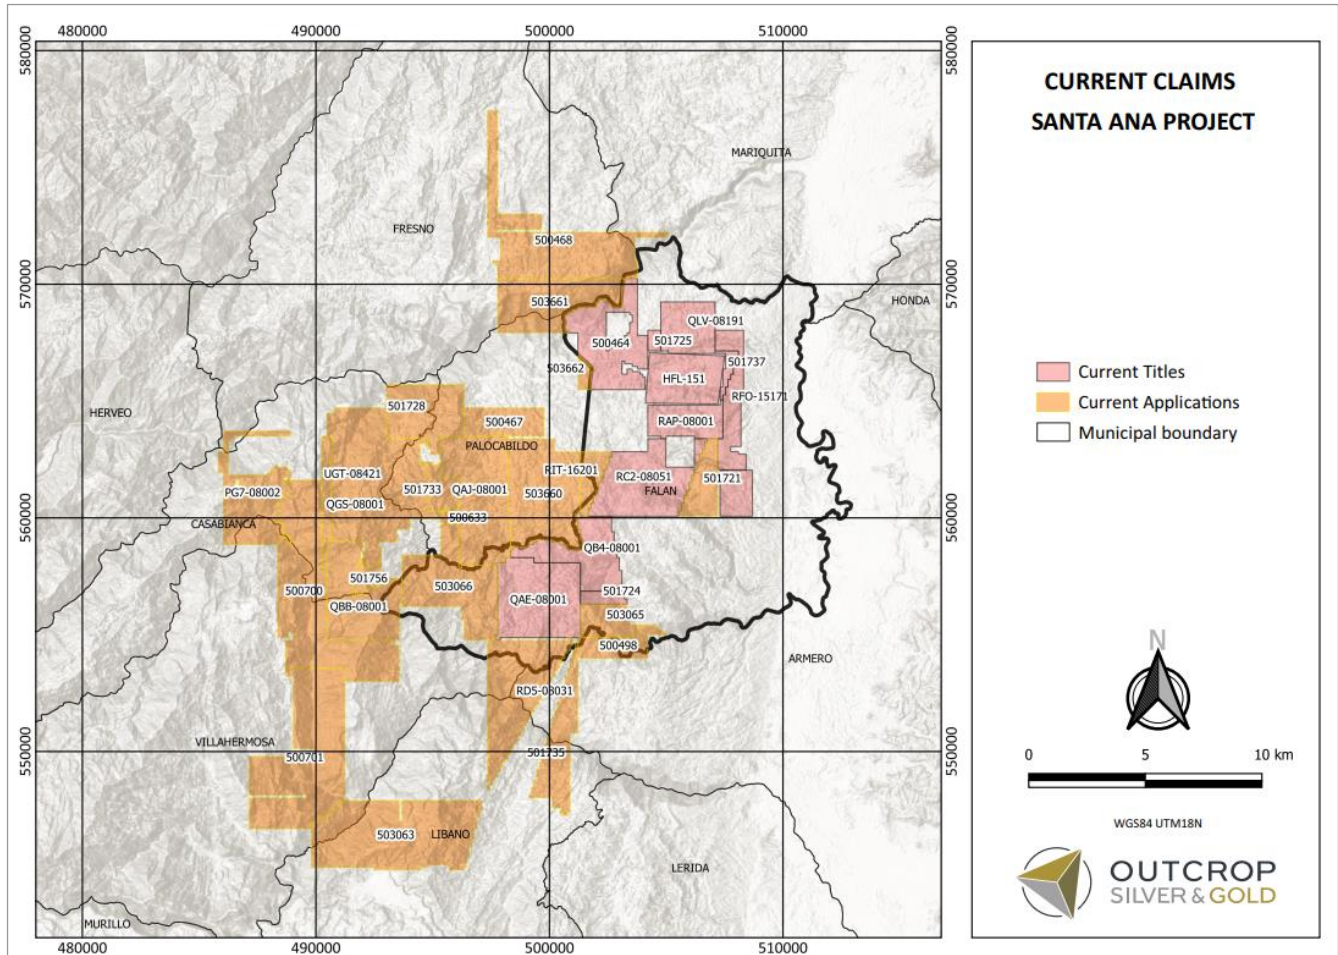 480000
490000
500000
510000
580000
580000
CURRENT CLAIMS
SANTA ANA PROJECT
MARIQUITA
FRESNO
500468
570000
570000
503661
HONDA
QLV-08191
500464
501725
501737
503662
HFL-151
RFO-15171
HERVEO
501728
500467
RAP-08001
PALOCABILDO
UGT-08421
RIT-16201
RC2-08051
501721
PG7-08002
501733
QAJ-08001
503660
FALAN
QGS-08001
560000
560000
CASABIANCA
500633
QB4-08001
501756
503066
500700
501724
QBB-08001
QAE-08001
503065
500498
ARMERO
RD5-08031
VILLAHERMOSA
550000
550000
500701
501735
503063
LIBANO
LERIDA
MURILLO
480000
490000
500000
510000
Current Titles
Current Applications
Municipal boundary
N
0 5 10 km
WGS84 UTM18N
OUTCROP
SILVER & GOLD